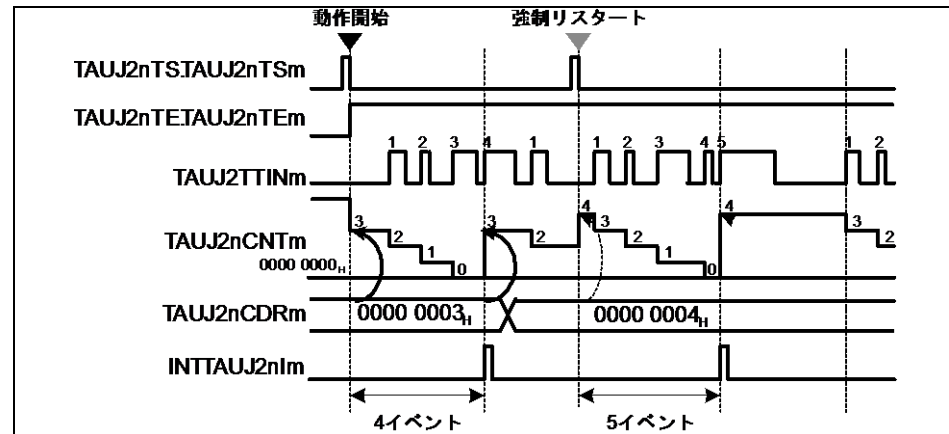 動作開始 強制リスタート
TAUJ2nTS.TAUJ2nTSm
TAUJ2nTE.TAUJ2nTEm
1 2 3 4 1 1 2 3 4 5 1 2
TAUJ2TTINm
4 4
3 3 3 3
TAUJ2nCNTm 2 2 2 2
1 1
0000 0000H 0 0
TAUJ2nCDRm 0000 0003H 0000 0004H
INTTAUJ2nIm
4イベント 5イベント